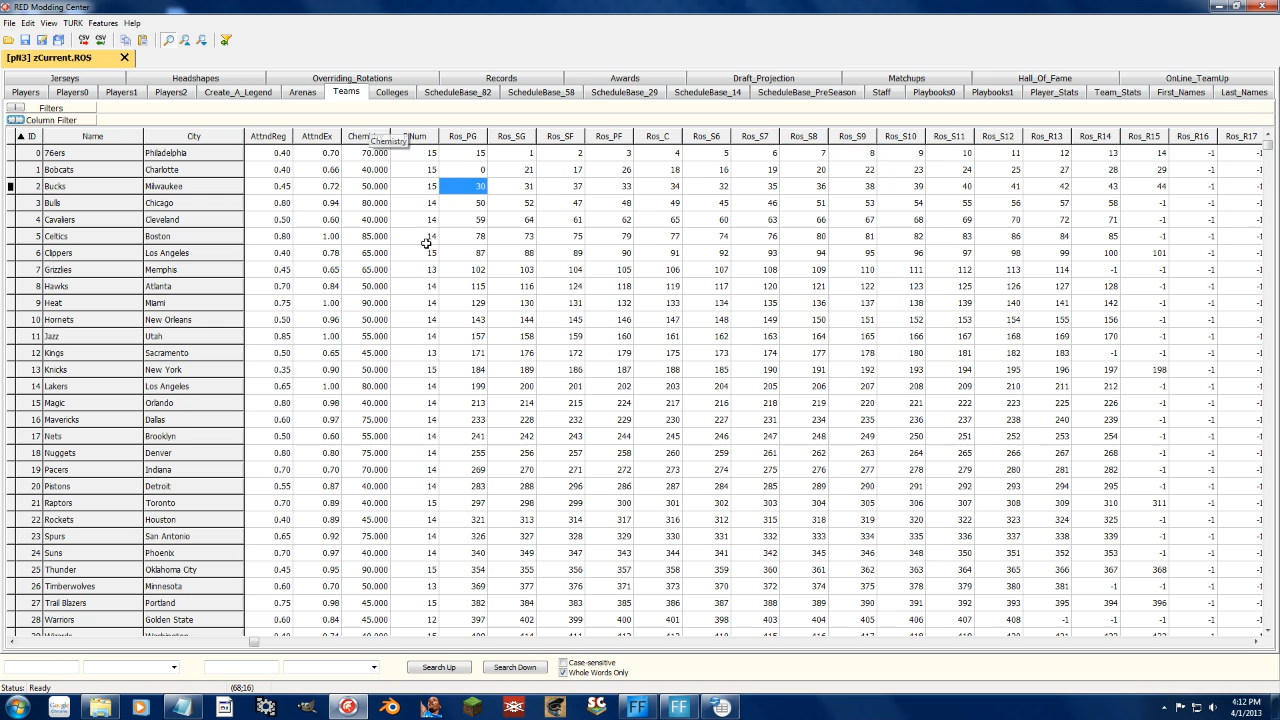 RED Modding Center
File Edit View TURK Features Help
CSV CSV
[pN3] zCurrent.ROS
Jerseys Headshapes Overriding_Rotations Records Awards Draft_Projection Matchups Hall_Of_Fame OnLine_TeamUp
Players Players0 Players1 Players2 Create_A_Legend Arenas Teams Colleges ScheduleBase_82 ScheduleBase_58 ScheduleBase_29 ScheduleBase_14 ScheduleBase_PreSeason Staff Playbooks0 Playbooks1 Player_Stats Team_Stats First_Names Last_Names
Filters
Column Filter
ID Name City AttndReg AttndEx Ros_PG Ros_SG Ros_SF Ros_PF Ros_C Ros_S6 Ros_S7 Ros_S8 Ros_S9 Ros_S10 Ros_S11 Ros_S12 Ros_R13 Ros_R14 Ros_R15 Ros_R16 Ros_R17
Chemistry
0 76ers Philadelphia 0.40 0.70 70.000 15 15 1 2 3 4 5 6 7 8 9 10 11 12 13 14 -1 -1
1 Bobcats Charlotte 0.40 0.66 40.000 15 0 21 17 26 18 16 19 20 22 23 24 25 27 28 29 -1 -1
2 Bucks Milwaukee 0.45 0.72 50.000 15 30 31 37 33 34 32 35 36 38 39 40 41 42 43 44 -1 -1
3 Bulls Chicago 0.80 0.94 80.000 14 50 52 47 48 49 45 46 51 53 54 55 56 57 58 -1 -1 -1
4 Cavaliers Cleveland 0.50 0.60 40.000 14 59 64 61 62 65 60 63 66 67 68 69 70 71 72 -1 -1 -1
5 Celtics Boston 0.80 1.00 85.000 14 78 73 75 79 77 74 76 80 81 82 83 86 84 85 -1 -1 -1
6 Clippers Los Angeles 0.40 0.78 65.000 15 87 88 89 90 91 92 93 94 95 96 97 98 99 100 101 -1 -1
7 Grizzlies Memphis 0.45 0.65 65.000 13 102 103 104 105 106 107 108 109 110 111 112 113 114 -1 -1 -1 -1
8 Hawks Atlanta 0.70 0.84 50.000 14 115 116 124 118 119 117 120 121 122 123 125 126 127 128 -1 -1 -1
9 Heat Miami 0.75 1.00 90.000 14 129 130 131 132 133 134 135 136 137 138 139 140 141 142 -1 -1 -1
10 Hornets New Orleans 0.50 0.96 50.000 14 143 144 145 146 147 148 149 150 151 152 153 154 155 156 -1 -1 -1
11 Jazz Utah 0.85 1.00 55.000 14 157 158 159 160 161 162 163 164 165 166 167 168 169 170 -1 -1 -1
12 Kings Sacramento 0.50 0.65 45.000 13 171 172 179 175 174 173 177 176 178 180 181 182 183 -1 -1 -1 -1
13 Knicks New York 0.35 0.90 50.000 15 184 189 186 187 188 185 190 191 192 193 194 195 196 197 198 -1 -1
14 Lakers Los Angeles 0.65 1.00 80.000 14 199 200 201 202 203 204 205 206 207 208 209 210 211 212 -1 -1 -1
15 Magic Orlando 0.80 0.98 40.000 14 213 214 215 216 217 218 219 220 221 222 223 224 226 225 -1 -1 -1
16 Mavericks Dallas 0.60 0.97 75.000 14 233 228 229 230 231 227 232 234 235 236 237 238 239 240 -1 -1 -1
17 Nets Brooklyn 0.50 0.60 55.000 14 241 242 243 244 245 246 247 248 249 250 251 252 253 254 -1 -1 -1
18 Nuggets Denver 0.80 0.80 75.000 14 255 256 257 258 259 260 261 262 263 264 265 266 267 268 -1 -1 -1
19 Pacers Indiana 0.70 0.70 70.000 14 269 270 271 272 273 274 275 276 277 278 279 280 281 282 -1 -1 -1
20 Pistons Detroit 0.55 0.87 40.000 14 283 288 296 286 287 284 285 289 290 291 292 293 294 295 -1 -1 -1
21 Raptors Toronto 0.70 0.89 40.000 15 297 298 299 300 301 302 303 304 305 306 307 308 309 310 311 -1 -1
22 Rockets Houston 0.40 0.89 45.000 14 321 313 314 316 312 315 317 318 319 320 322 323 324 325 -1 -1 -1
23 Spurs San Antonio 0.65 0.92 75.000 14 326 327 328 329 330 331 332 333 334 335 336 337 338 339 -1 -1 -1
24 Suns Phoenix 0.70 0.97 40.000 14 340 347 343 344 341 342 345 346 348 349 350 351 352 353 -1 -1 -1
25 Thunder Oklahoma City 0.45 0.95 90.000 15 354 355 356 357 358 359 360 361 362 363 364 365 366 367 368 -1 -1
26 Timberwolves Minnesota 0.60 0.70 50.000 13 369 377 371 373 370 372 374 375 376 378 379 380 381 -1 -1 -1 -1
27 Trail Blazers Portland 0.75 0.98 45.000 15 382 384 383 385 386 387 388 389 390 391 392 393 395 394 396 -1 -1
28 Warriors Golden State 0.60 0.84 45.000 12 397 402 399 400 401 398 403 404 405 406 407 408 -1 -1 -1 -1 -1
Search Up Search Down Case-sensitive
Whole Words Only
Status: Ready (68;16)
4:12 PM
4/1/2013